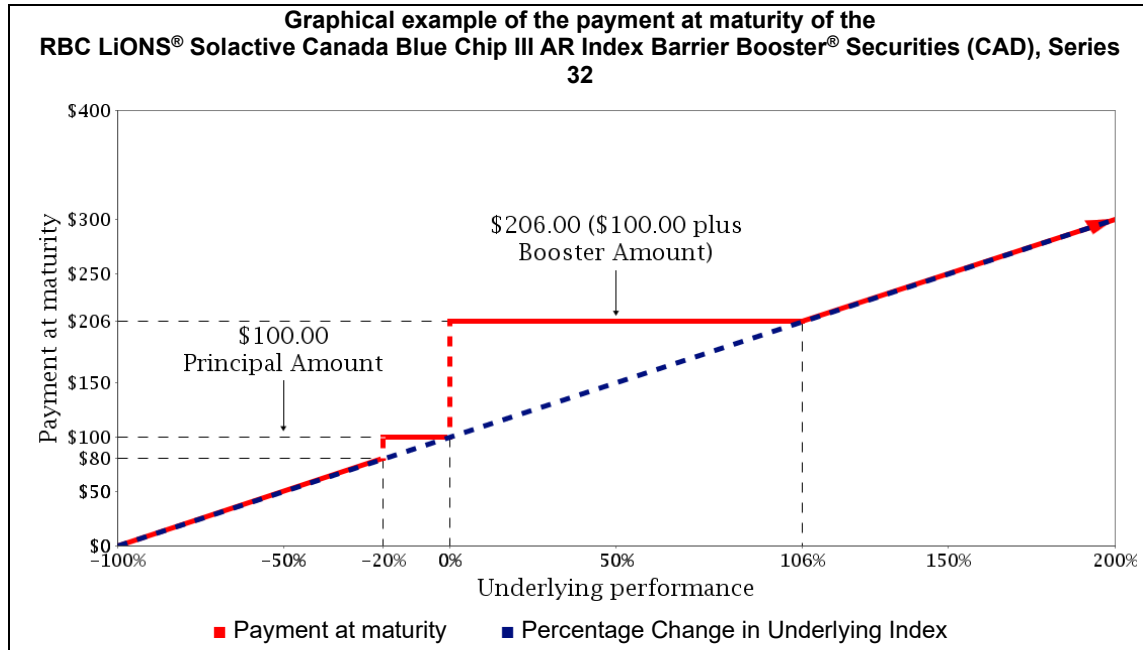 Graphical example of the payment at maturity of the
RBC LiONS® Solactive Canada Blue Chip III AR Index Barrier Booster® Securities (CAD), Series
32
$400
$300
$250
$206
$150
$100
$80
$50
$0
Payment at maturity
$206.00 ($100.00 plus
Booster Amount)
$100.00
Principal Amount
−100%
−50%
−20%
0%
50%
106%
150%
200%
Underlying performance
Payment at maturity
Percentage Change in Underlying Index